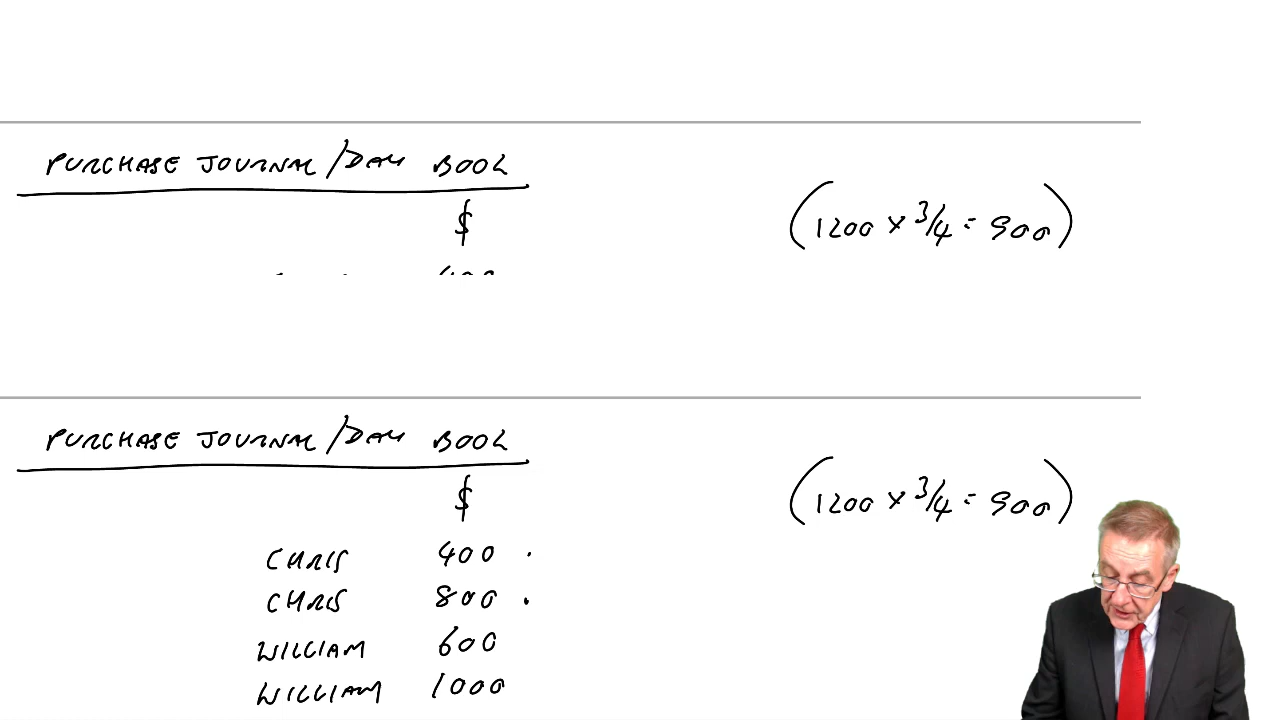 PURCHASE JOURNAL/DAY BOOK
$
(1200 × 3/4 = 900)
400
PURCHASE JOURNAL/DAY BOOK
$
(1200 × 3/4 = 900)
CHRIS 400 .
CHRIS 800 .
WILLIAM 600
WILLIAM 1000